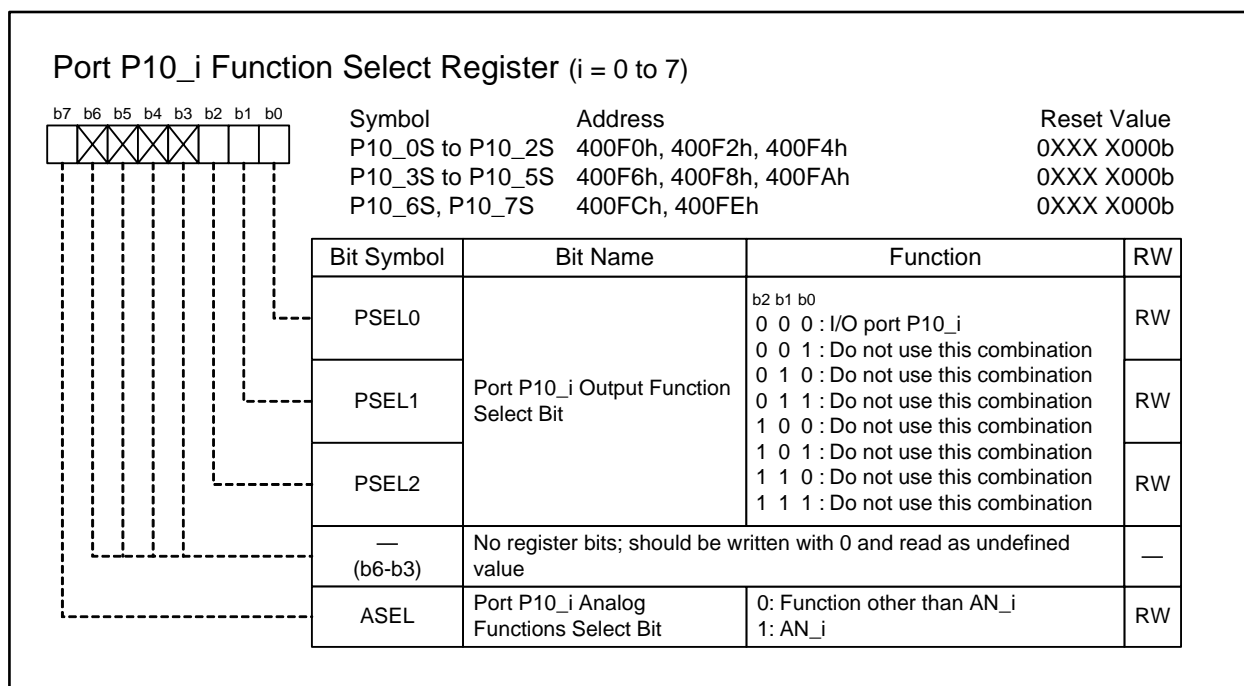 Port P10_i Function Select Register (i = 0 to 7)
b7 b6 b5 b4 b3 b2 b1 b0
Symbol Address Reset Value
P10_0S to P10_2S 400F0h, 400F2h, 400F4h 0XXX X000b
P10_3S to P10_5S 400F6h, 400F8h, 400FAh 0XXX X000b
P10_6S, P10_7S 400FCh, 400FEh 0XXX X000b
Bit Symbol Bit Name Function RW
PSEL0
PSEL1
PSEL2
Port P10_i Output Function
Select Bit
b2 b1 b0
0 0 0 : I/O port P10_i
0 0 1 : Do not use this combination
0 1 0 : Do not use this combination
0 1 1 : Do not use this combination
1 0 0 : Do not use this combination
1 0 1 : Do not use this combination
1 1 0 : Do not use this combination
1 1 1 : Do not use this combination
RW
RW
RW
—
(b6-b3)
No register bits; should be written with 0 and read as undefined
value
—
ASEL
Port P10_i Analog
Functions Select Bit
0: Function other than AN_i
1: AN_i
RW